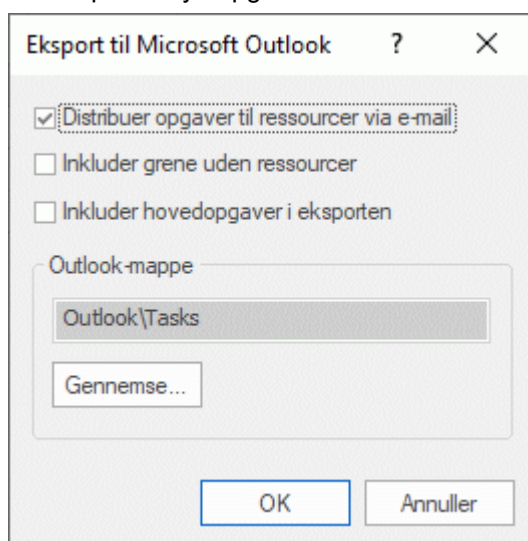 Eksport til Microsoft Outlook ? ×
Distribuer opgaver til ressourcer via e-mail
Inkluder grene uden ressourcer
Inkluder hovedopgaver i eksporten
Outlook-mappe
Outlook\Tasks
Gennemse...
OK Annuller